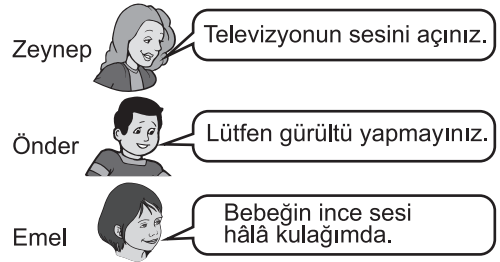 Zeynep
Televizyonun sesini açınız.
Önder
Lütfen gürültü yapmayınız.
Emel
Bebeğin ince sesi
hâlâ kulağımda.